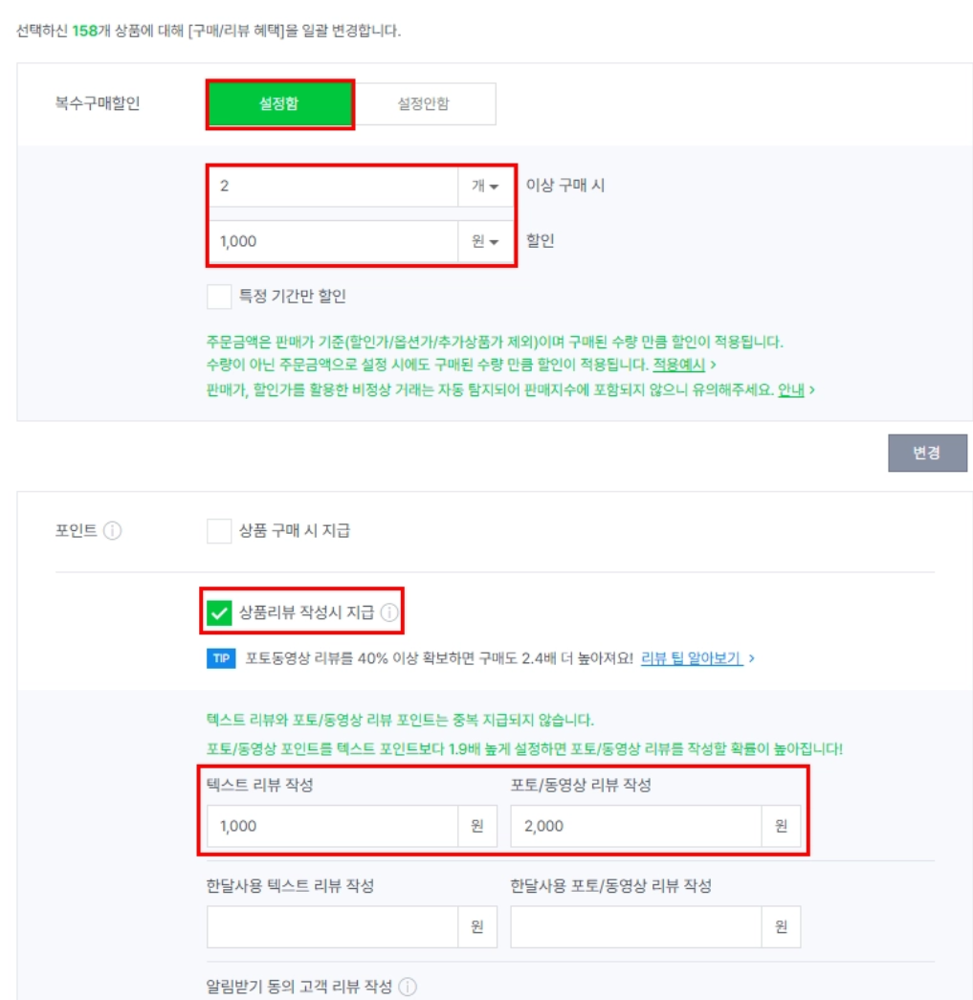 선택하신 158개 상품에 대해 [구매/리뷰 혜택]을 일괄 변경합니다.
복수구매할인
설정함
설정안함
2 개 이상 구매 시
1,000 원 할인
특정 기간만 할인
주문금액은 판매가 기준(할인가/옵션가/추가상품가 제외)이며 구매된 수량 만큼 할인이 적용됩니다.
수량이 아닌 주문금액으로 설정 시에도 구매된 수량 만큼 할인이 적용됩니다. 적용예시 >
판매가, 할인가를 활용한 비정상 거래는 자동 탐지되어 판매지수에 포함되지 않으니 유의해주세요. 안내 >
변경
포인트 ⓘ
상품 구매 시 지급
상품리뷰 작성시 지급 ⓘ
TIP 포토동영상 리뷰를 40% 이상 확보하면 구매도 2.4배 더 높아져요! 리뷰 팁 알아보기 >
텍스트 리뷰와 포토/동영상 리뷰 포인트는 중복 지급되지 않습니다.
포토/동영상 포인트를 텍스트 포인트보다 1.9배 높게 설정하면 포토/동영상 리뷰를 작성할 확률이 높아집니다!
텍스트 리뷰 작성 포토/동영상 리뷰 작성
1,000 원 2,000 원
한달사용 텍스트 리뷰 작성 한달사용 포토/동영상 리뷰 작성
원 원
알림받기 동의 고객 리뷰 작성 ⓘ